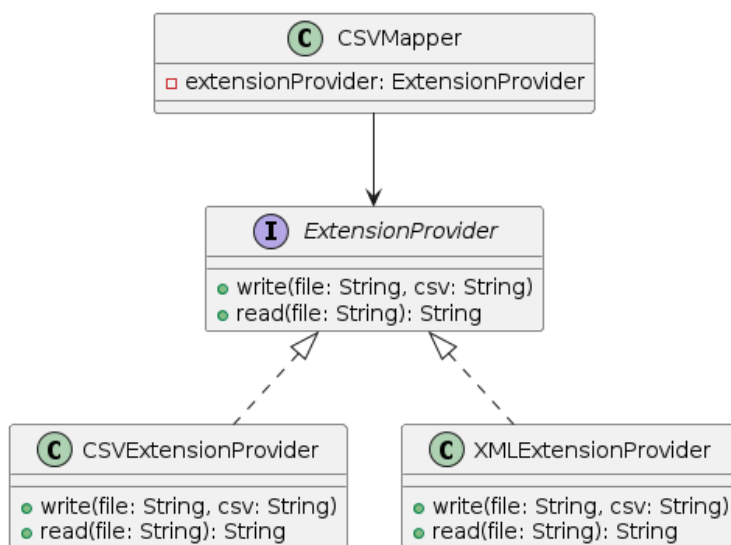 C CSVMapper
extensionProvider: ExtensionProvider
I ExtensionProvider
write(file: String, csv: String)
read(file: String): String
C CSVExtensionProvider
write(file: String, csv: String)
read(file: String): String
C XMLExtensionProvider
write(file: String, csv: String)
read(file: String): String